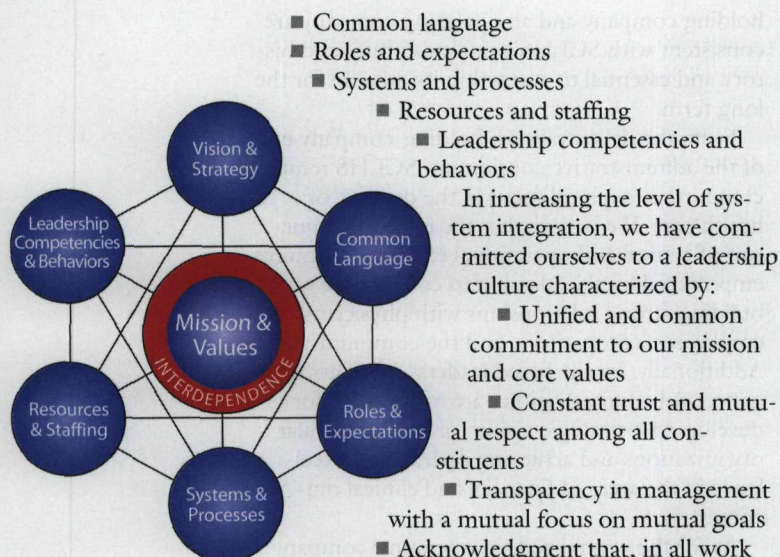 ■ Common language
■ Roles and expectations
■ Systems and processes
■ Resources and staffing
■ Leadership competencies and
behaviors
In increasing the level of sys-
tem integration, we have com-
mitted ourselves to a leadership
culture characterized by:
■ Unified and common
commitment to our mission
and core values
■ Constant trust and mutu-
al respect among all con-
stituents
■ Transparency in management
with a mutual focus on mutual goals
■ Acknowledgment that, in all work
Vision &
Strategy
Leadership
Competencies
& Behaviors
Common
Language
Mission &
Values
INTERDEPENDENCE
Resources
& Staffing
Roles &
Expectations
Systems &
Processes